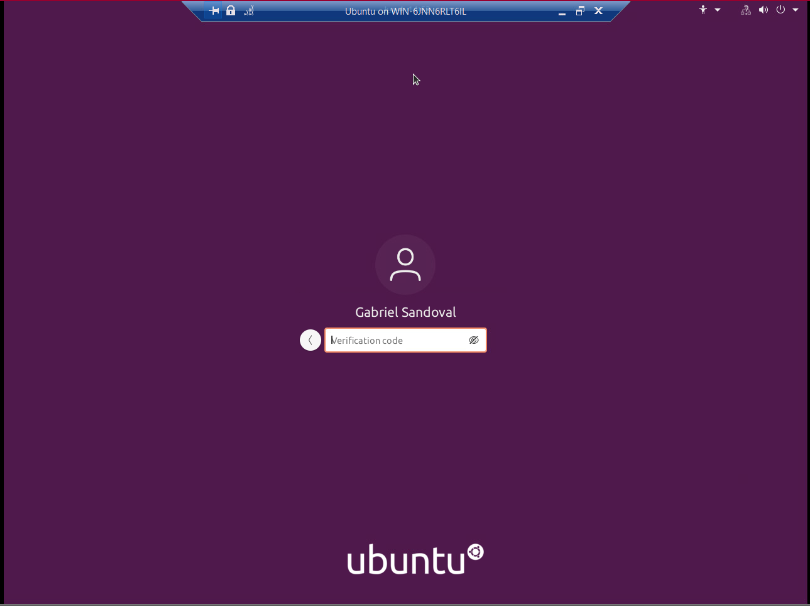 Ubuntu on WIN-6JNN6RLT6IL
Gabriel Sandoval
Verification code
ubuntu